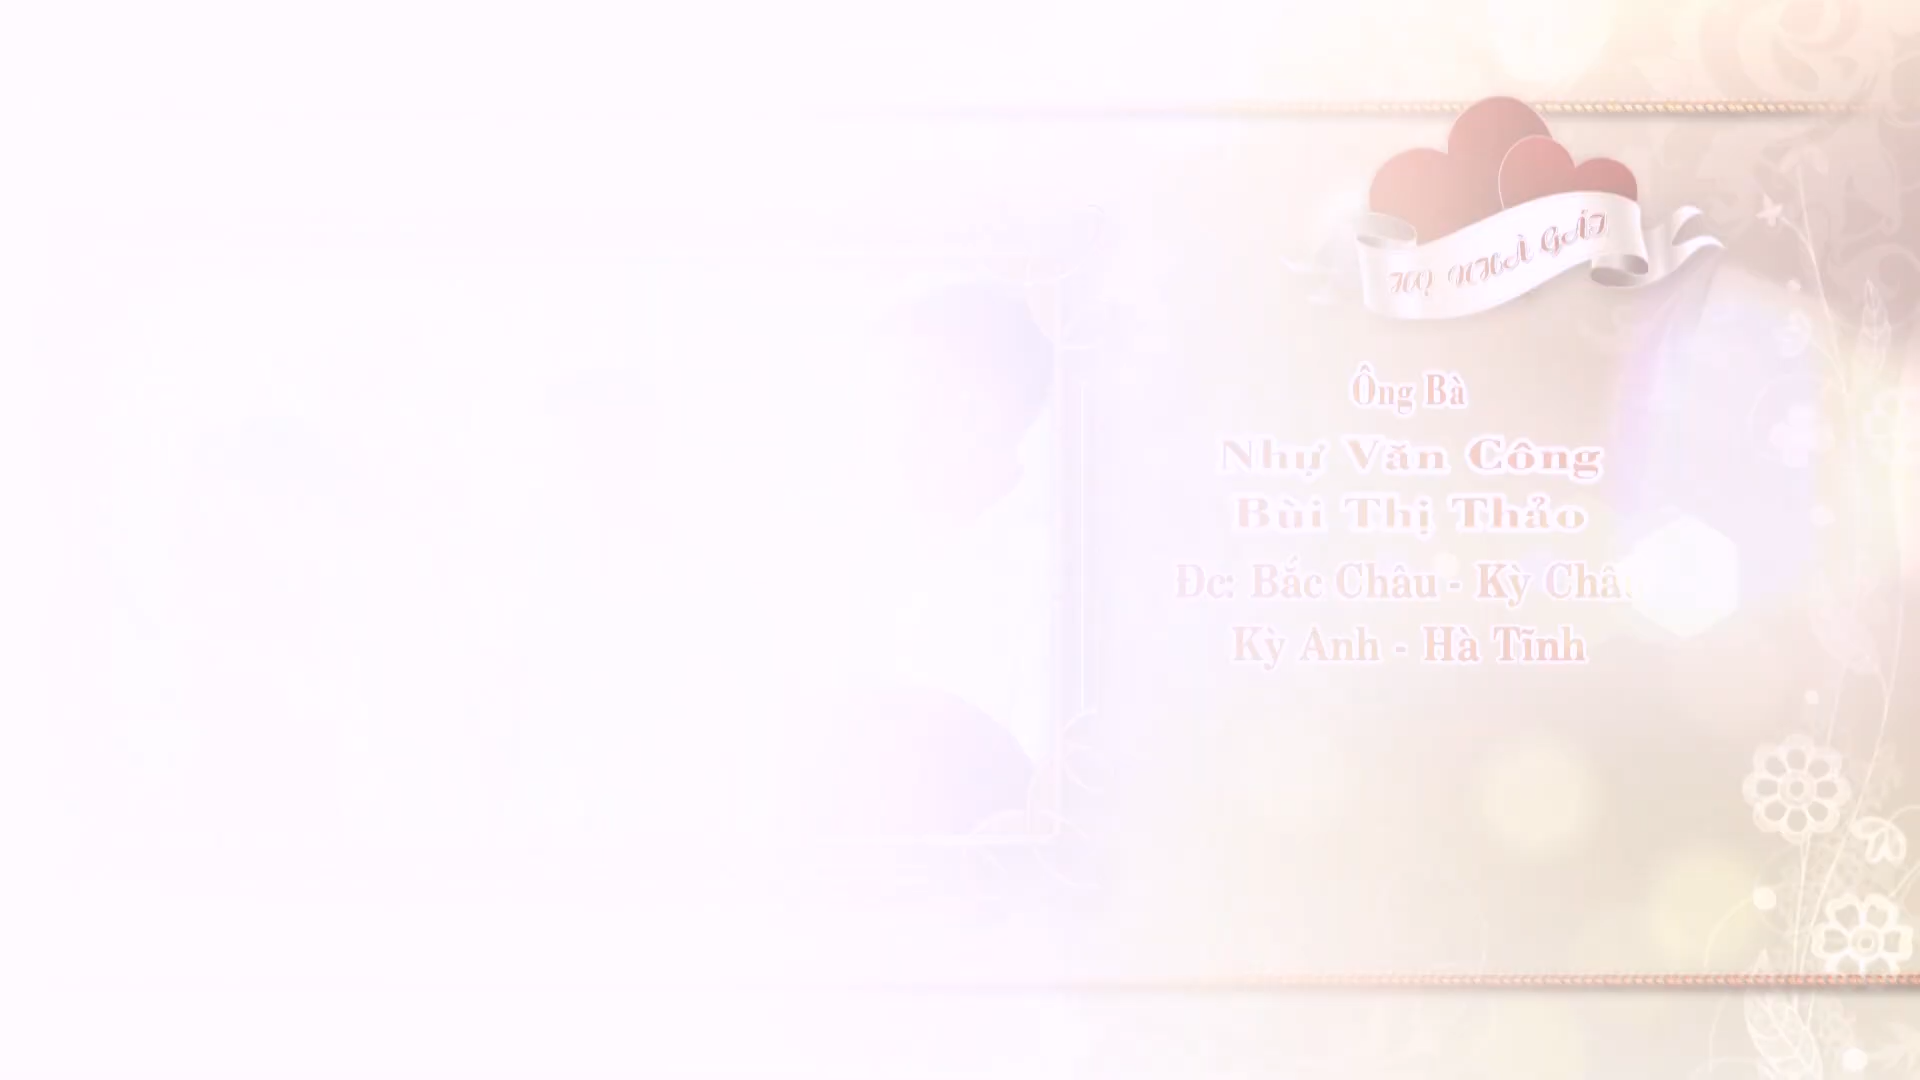 HỌ NHÀ GÁI
Ông Bà
Như Văn Công
Bùi Thị Thảo
Đc: Bắc Châu - Kỳ Châu
Kỳ Anh - Hà Tĩnh